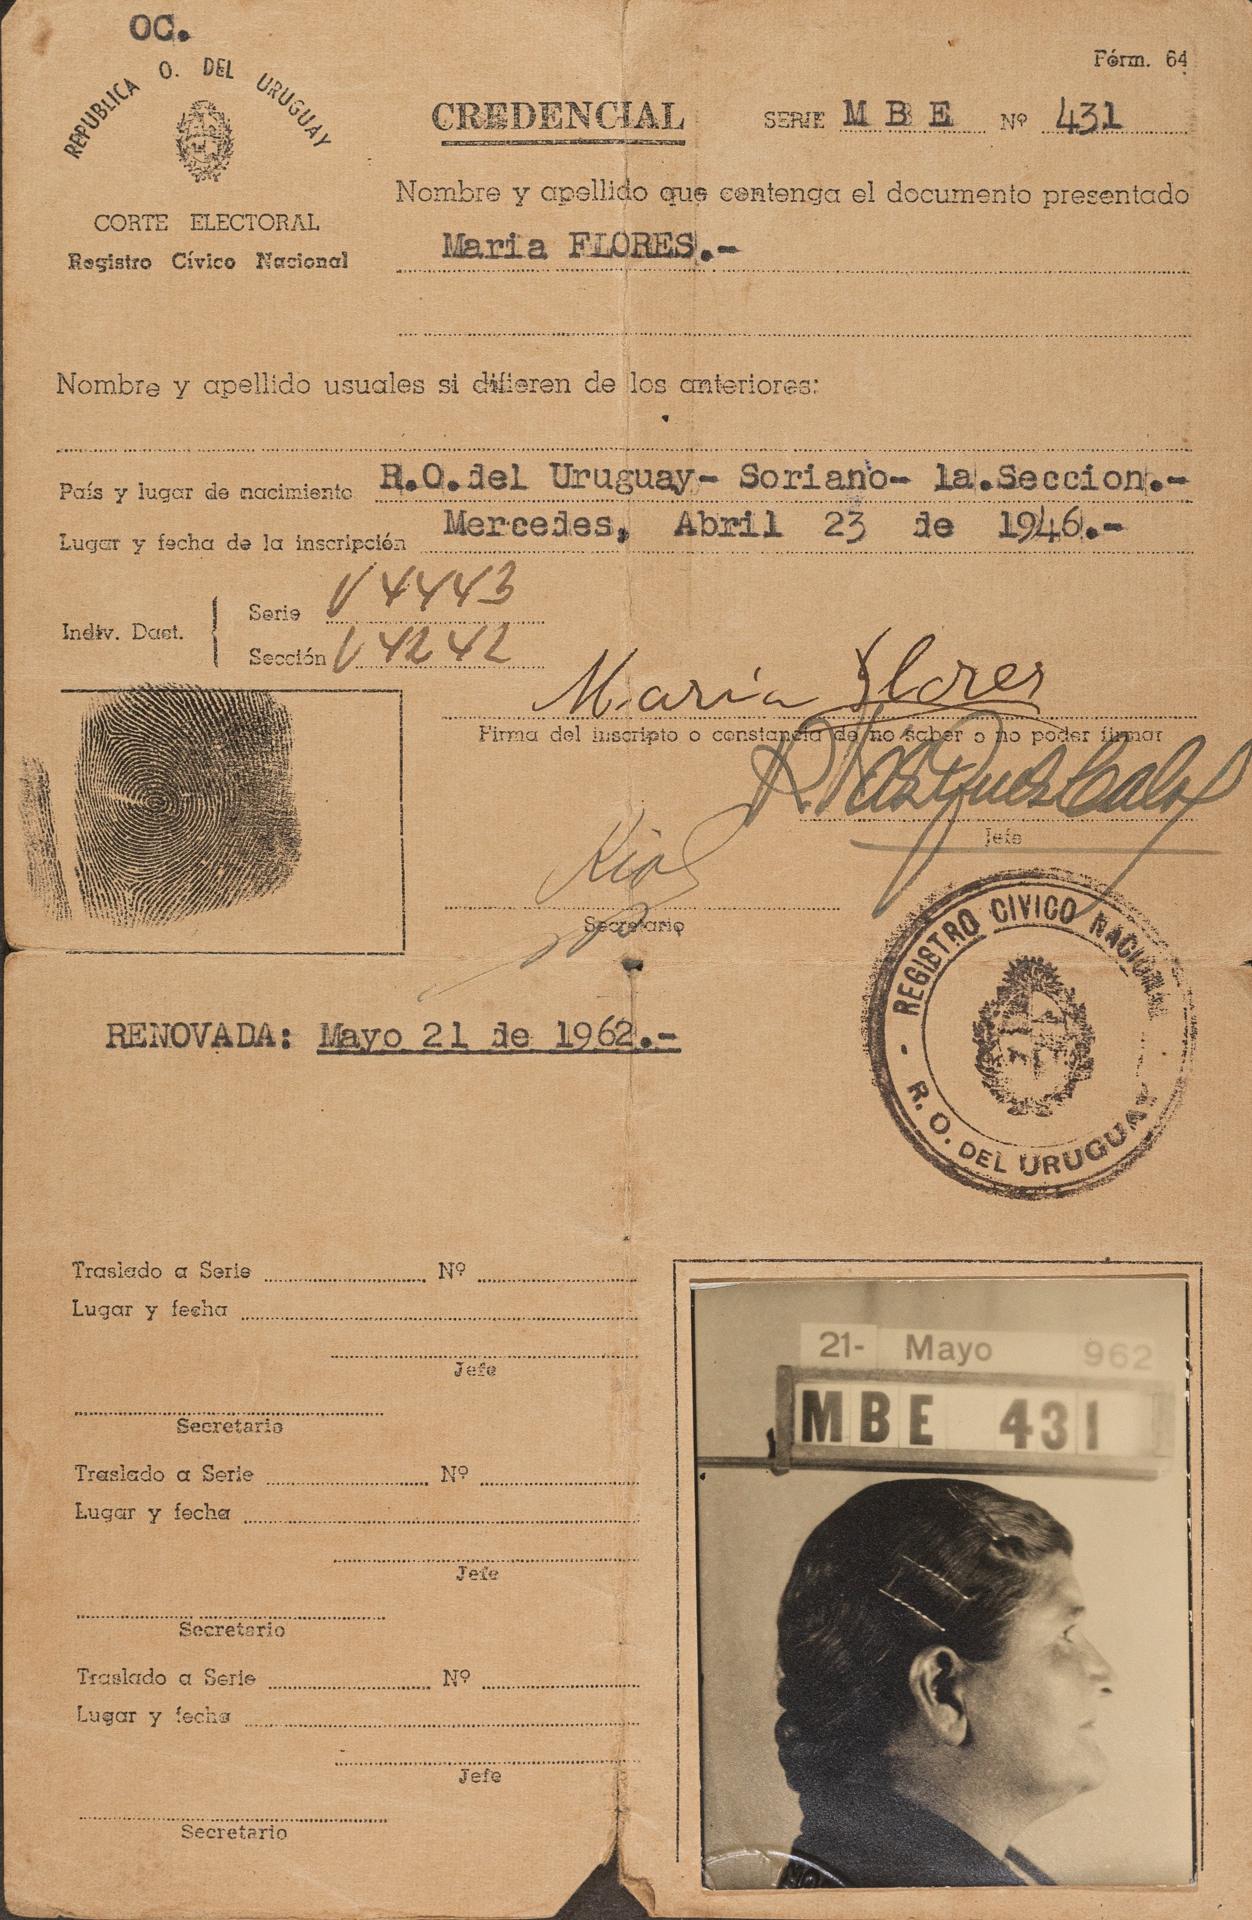 OC.
REPUBLICA O. DEL URUGUAY
CORTE ELECTORAL
Registro Cívico Nacional
Fórm. 64
CREDENCIAL
SERIE M B E Nº 431
Nombre y apellido que contenga el documento presentado
Maria FLORES.-
Nombre y apellido usuales si difieren de los anteriores:
País y lugar de nacimiento R.O.del Uruguay- Soriano- 1a.Seccion.-
Lugar y fecha de la inscripción Mercedes, Abril 23 de 1946.-
Indiv. Dact.
Serie V4443
Sección V4242
María Flores
Firma del inscripto o constancia de no saber o no poder firmar
Jefe
Secretario
REGISTRO CIVICO NACIONAL
- R. O. DEL URUGUAY
RENOVADA: Mayo 21 de 1962.-
Traslado a Serie Nº
Lugar y fecha
Jefe
Secretario
Traslado a Serie Nº
Lugar y fecha
Jefe
Secretario
Traslado a Serie Nº
Lugar y fecha
Jefe
Secretario
21- Mayo 962
MBE 431